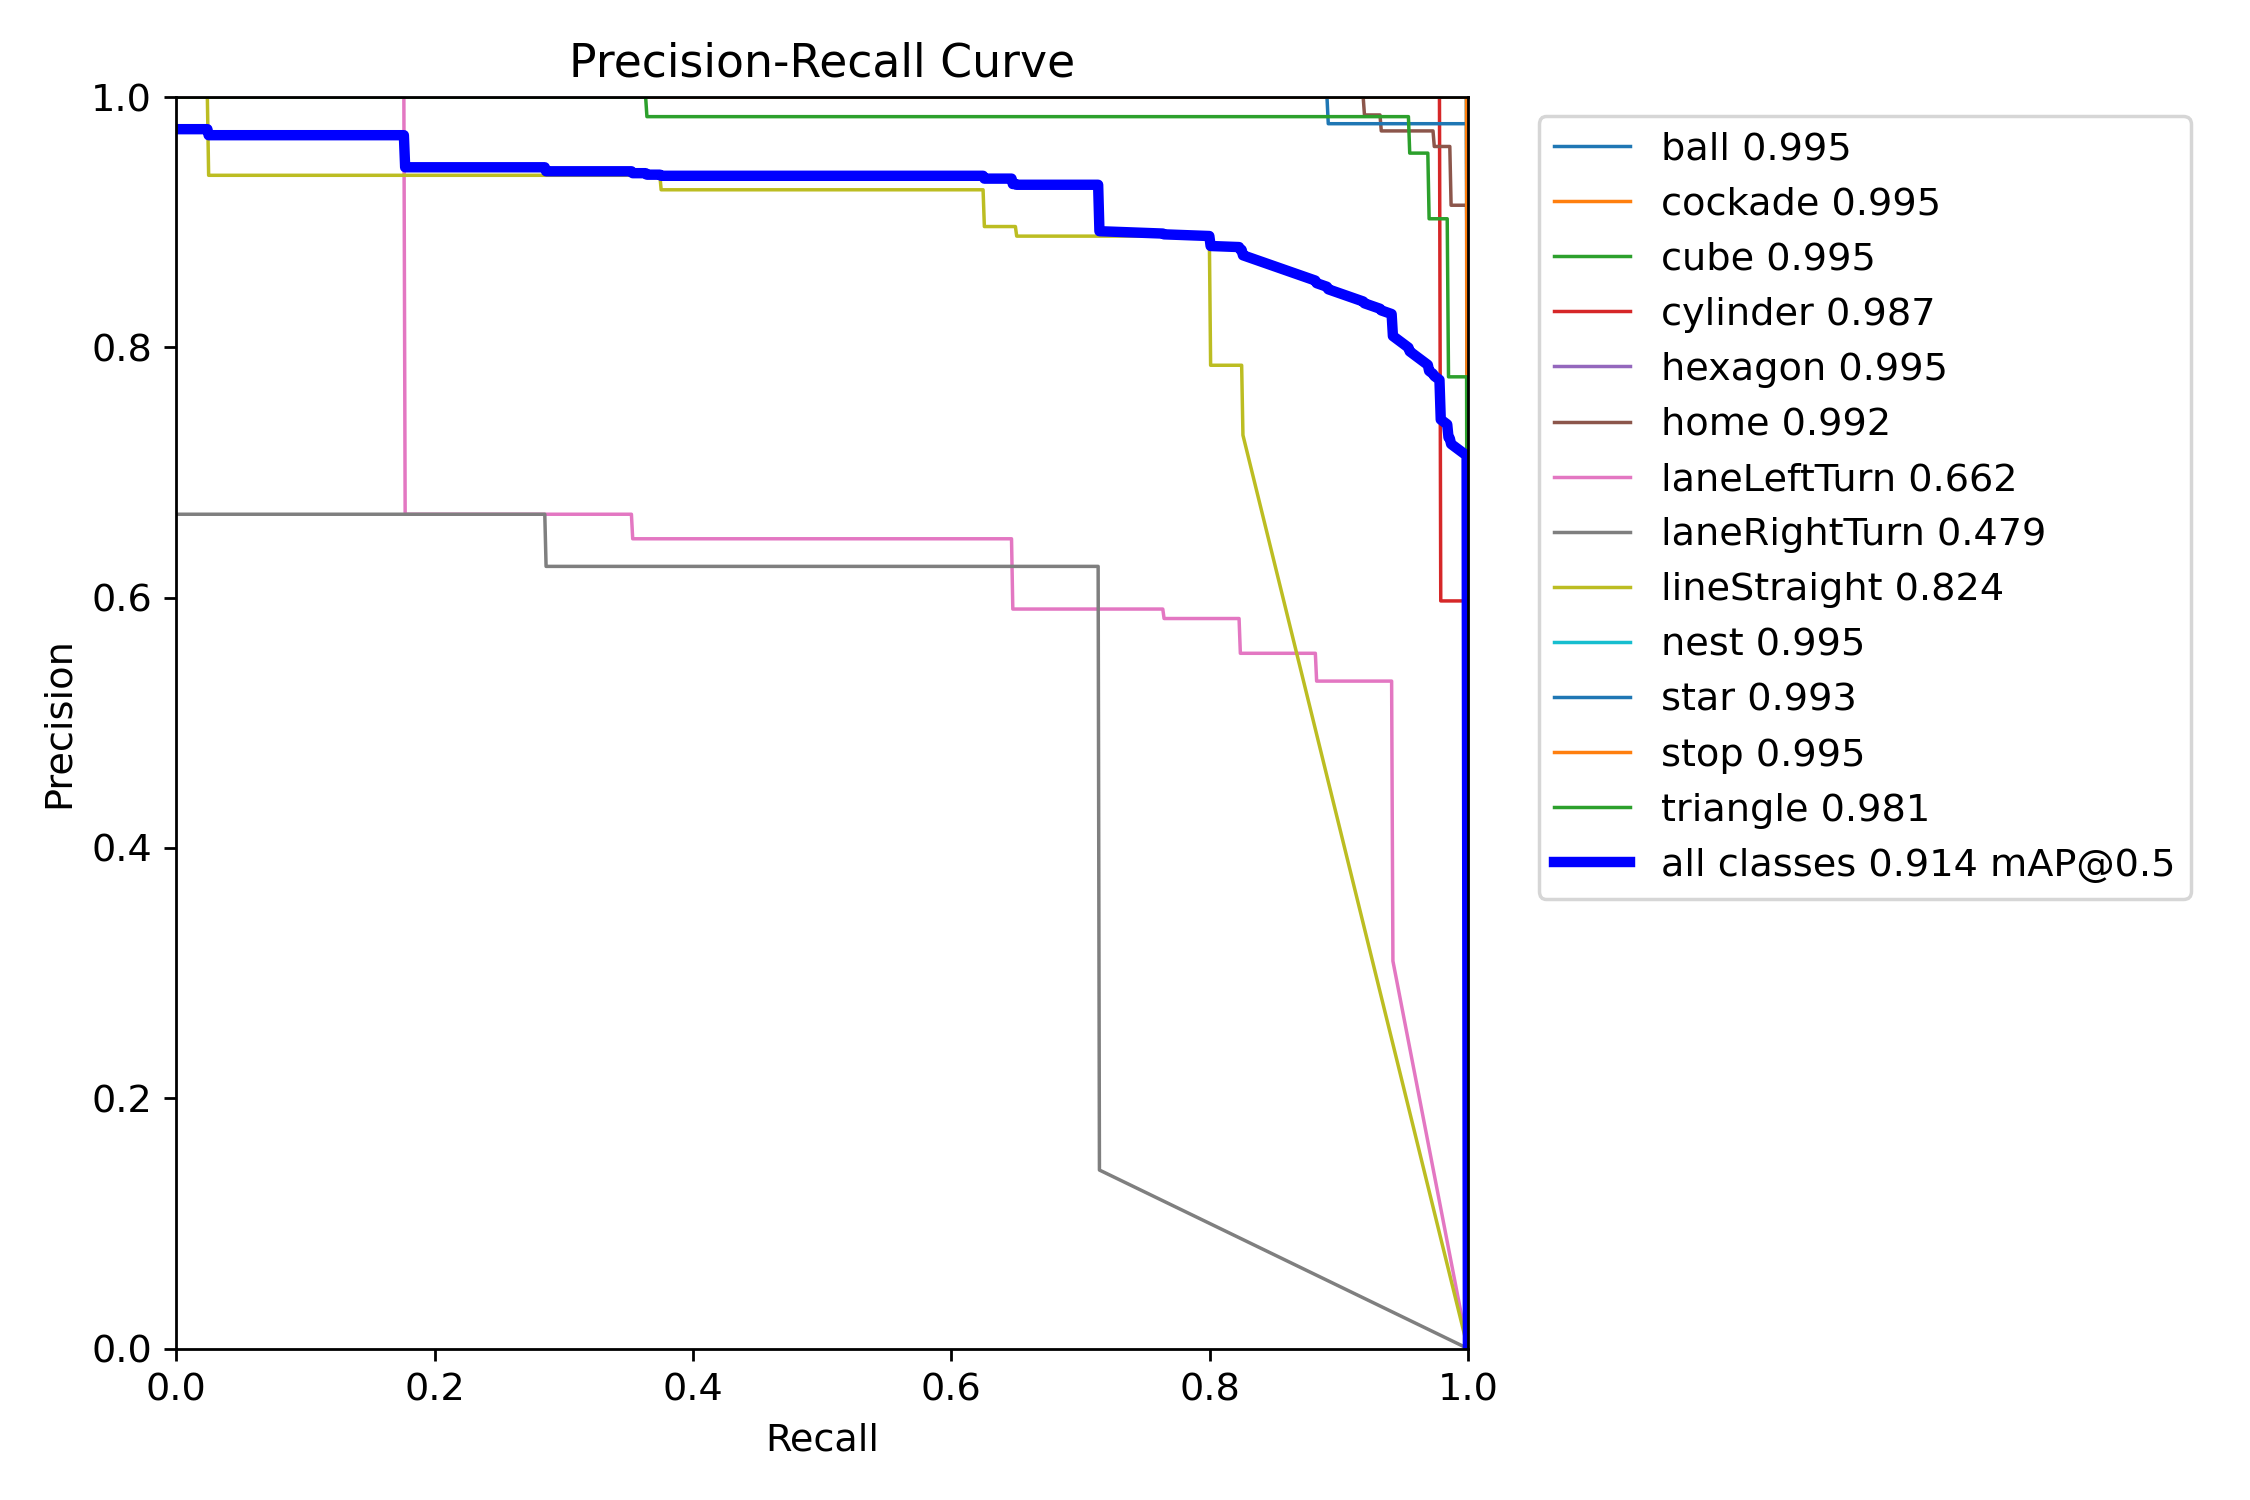 Precision-Recall Curve
1.0
0.8
0.6
0.4
0.2
0.0
Precision
0.0 0.2 0.4 0.6 0.8 1.0
Recall
ball 0.995
cockade 0.995
cube 0.995
cylinder 0.987
hexagon 0.995
home 0.992
laneLeftTurn 0.662
laneRightTurn 0.479
lineStraight 0.824
nest 0.995
star 0.993
stop 0.995
triangle 0.981
all classes 0.914 mAP@0.5